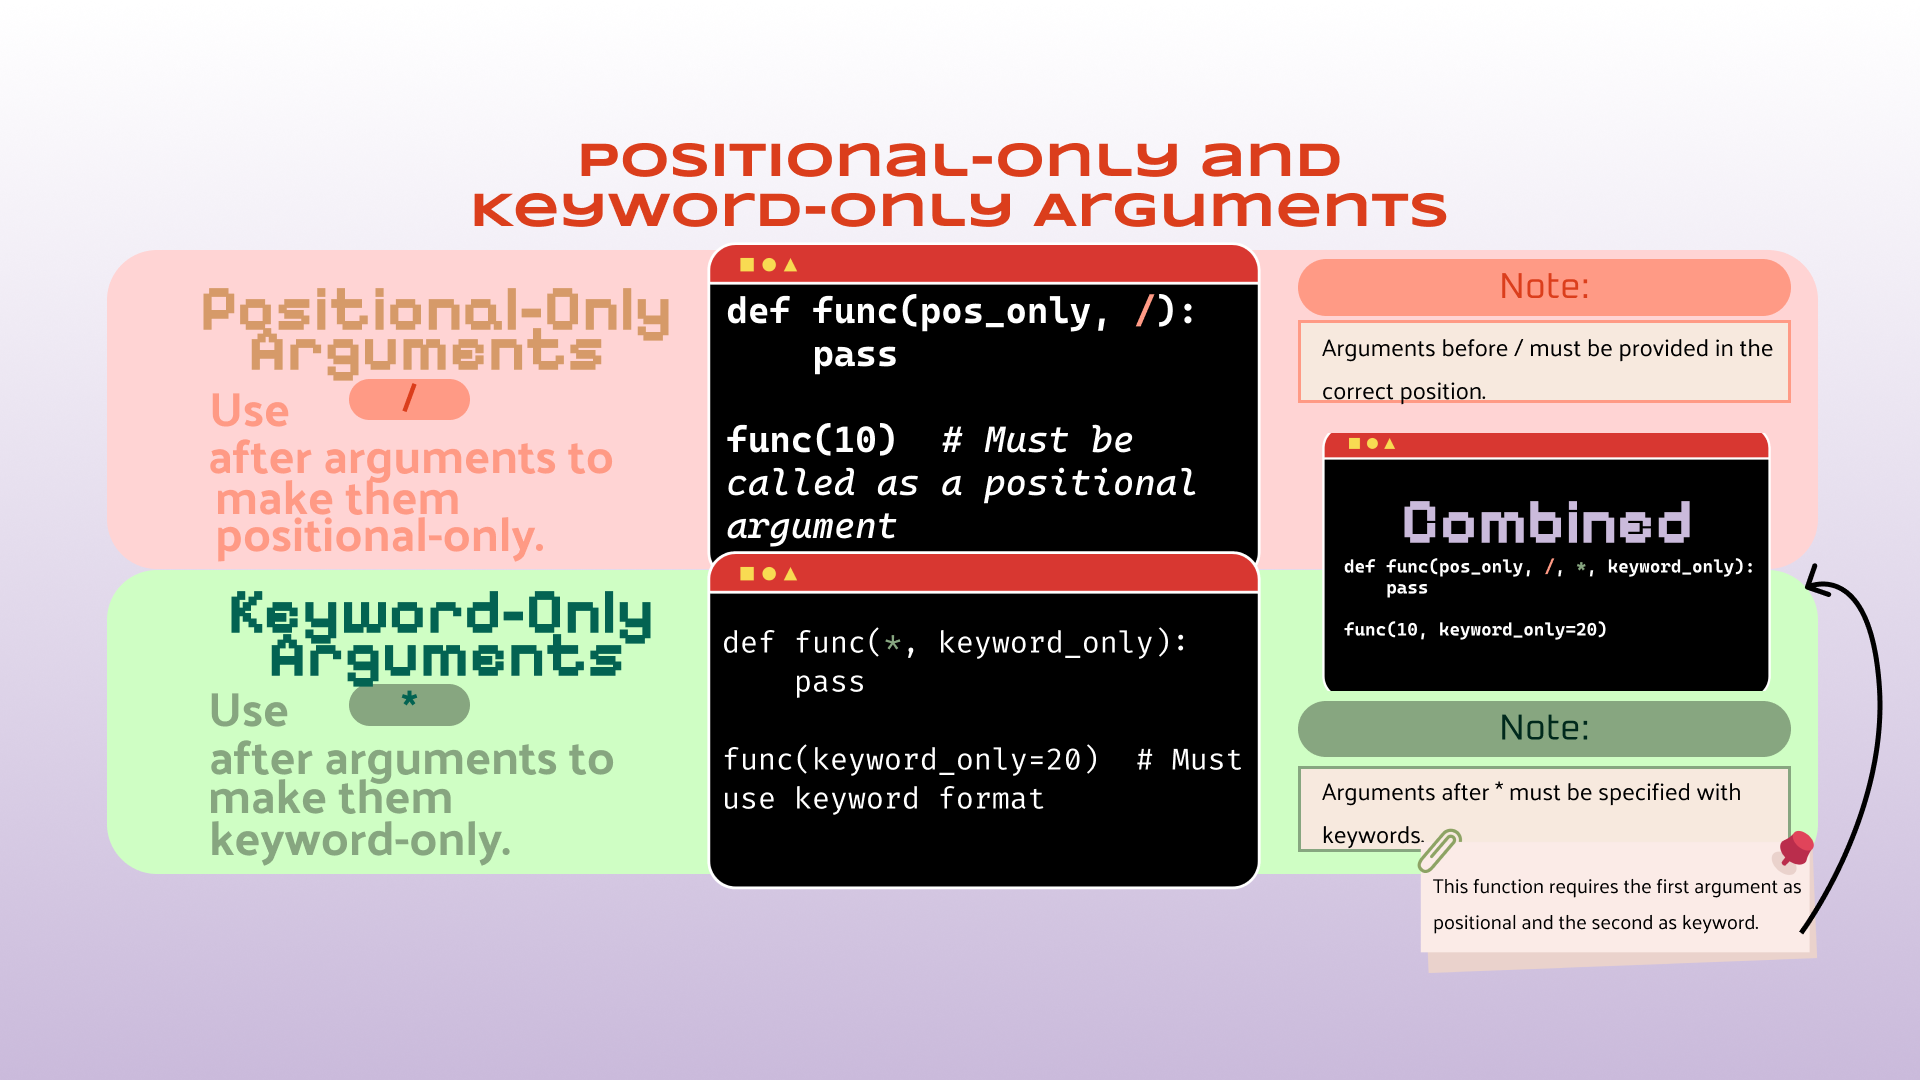 Positional-Only and
Keyword-Only Arguments
Positional-Only
Arguments
Use /
after arguments to
make them
positional-only.
def func(pos_only, /):
    pass
func(10)  # Must be
called as a positional
argument
Note:
Arguments before / must be provided in the
correct position.
Combined
def func(pos_only, /, *, keyword_only):
    pass
func(10, keyword_only=20)
Keyword-Only
Arguments
Use *
after arguments to
make them
keyword-only.
def func(*, keyword_only):
    pass
func(keyword_only=20)  # Must
use keyword format
Note:
Arguments after * must be specified with
keywords.
This function requires the first argument as
positional and the second as keyword.